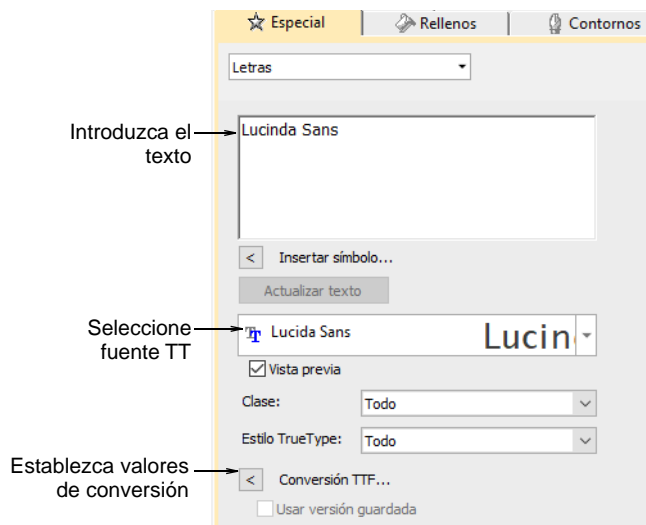 Especial Rellenos Contornos
Letras
Introduzca el
texto
Lucinda Sans
< Insertar símbolo...
Actualizar texto
Seleccione
fuente TT
Lucida Sans Lucin
Vista previa
Clase: Todo
Estilo TrueType: Todo
Establezca valores
de conversión
< Conversión TTF...
Usar versión guardada